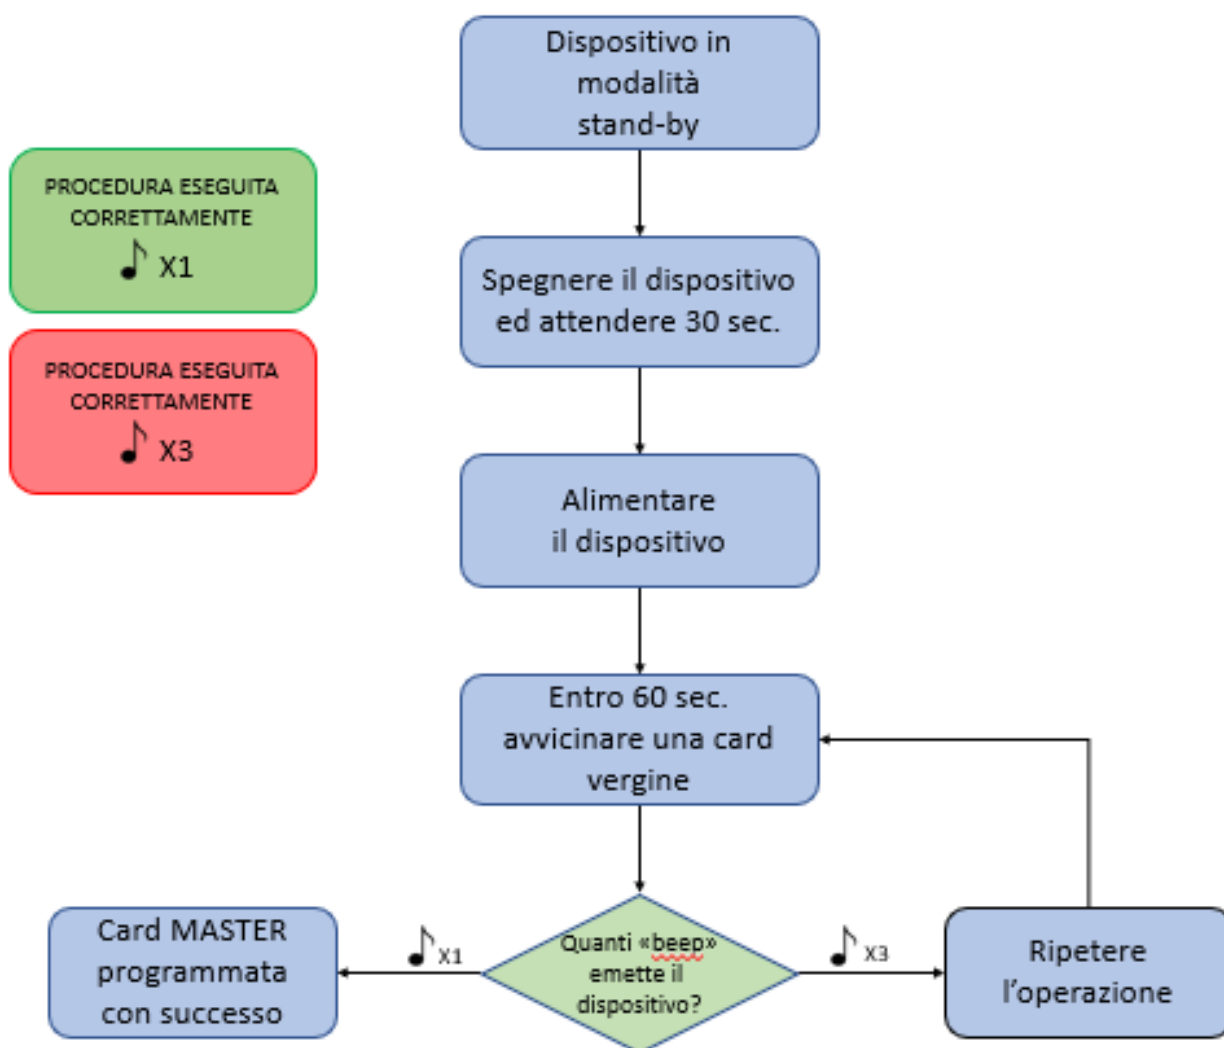 Dispositivo in
modalità
stand-by
PROCEDURA ESEGUITA
CORRETTAMENTE
X1
Spegnere il dispositivo
ed attendere 30 sec.
PROCEDURA ESEGUITA
CORRETTAMENTE
X3
Alimentare
il dispositivo
Entro 60 sec.
avvicinare una card
vergine
Quanti «beep»
emette il
dispositivo?
X1
X3
Card MASTER
programmata
con successo
Ripetere
l’operazione